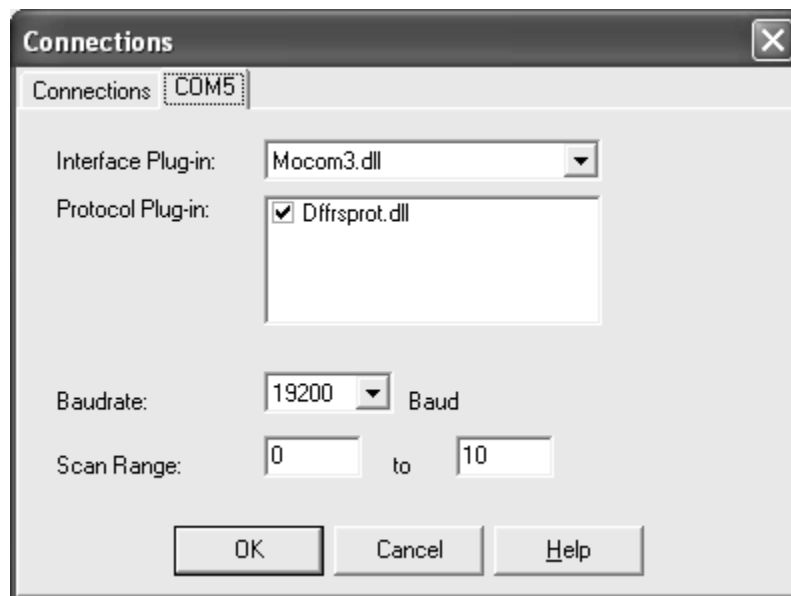 Connections
Connections COM5
Interface Plug-in: Mocom3.dll
Protocol Plug-in: Dffrsprot.dll
Baudrate: 19200 Baud
Scan Range: 0 to 10
OK Cancel Help